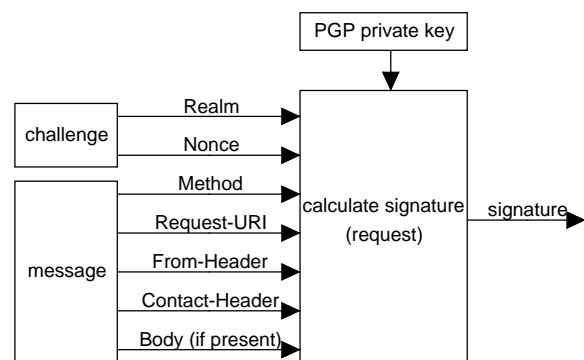 PGP private key
Realm
challenge
Nonce
Method
calculate signature
(request)
signature
Request-URI
message
From-Header
Contact-Header
Body (if present)